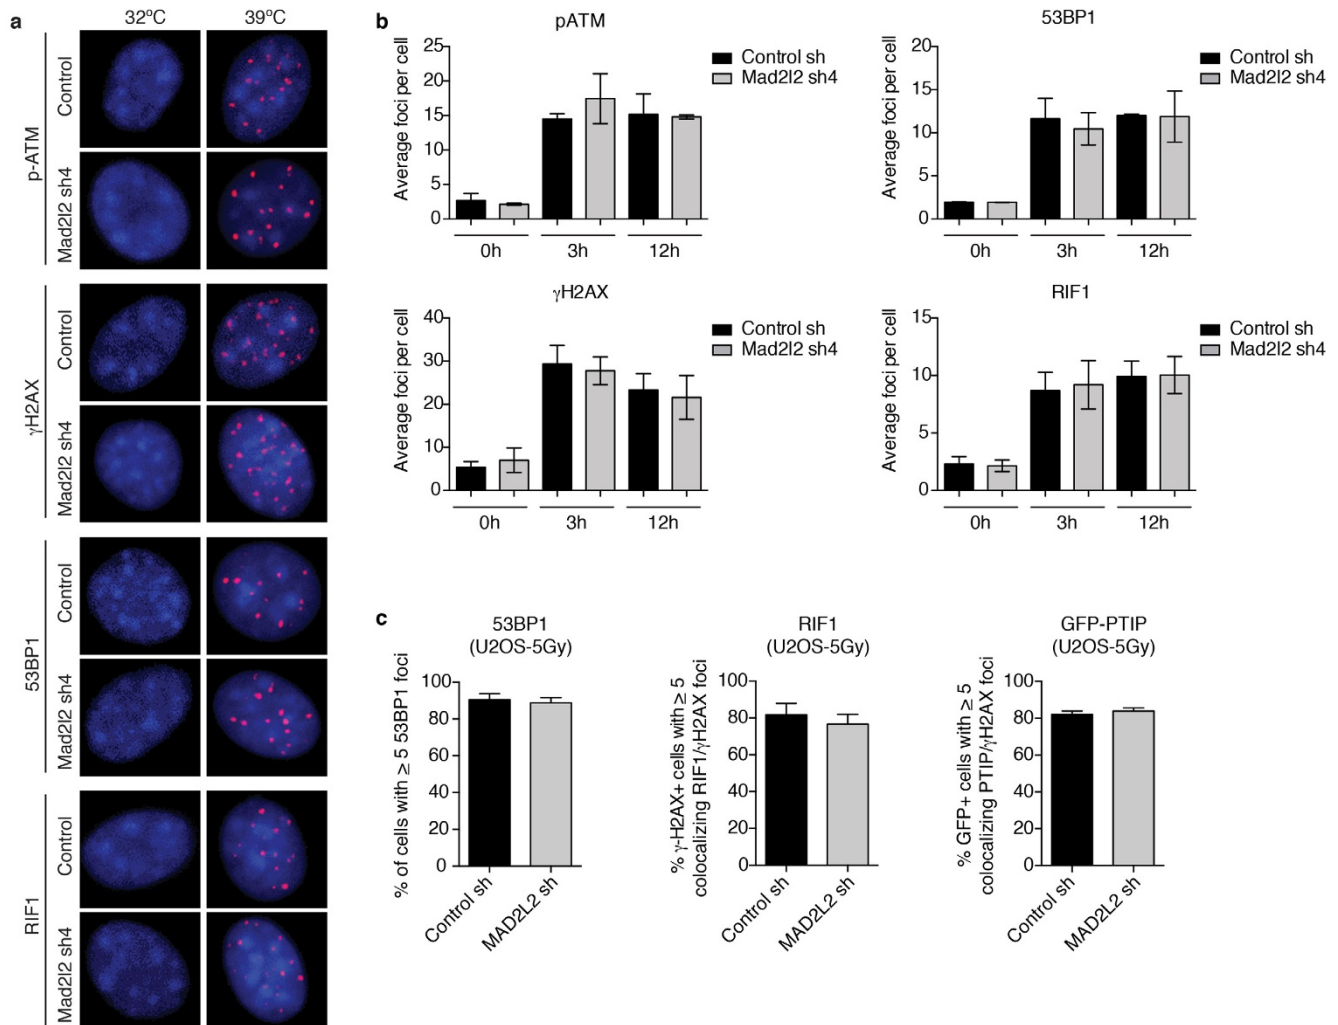 a
32ºC
39ºC
p-ATM
Control
Mad2l2 sh4
γH2AX
Control
Mad2l2 sh4
53BP1
Control
Mad2l2 sh4
RIF1
Control
Mad2l2 sh4
b
pATM
Average foci per cell
25
20
15
10
5
0
0h
3h
12h
Control sh
Mad2l2 sh4
53BP1
Average foci per cell
20
15
10
5
0
0h
3h
12h
Control sh
Mad2l2 sh4
γH2AX
Average foci per cell
40
30
20
10
0
0h
3h
12h
Control sh
Mad2l2 sh4
RIF1
Average foci per cell
15
10
5
0
0h
3h
12h
Control sh
Mad2l2 sh4
c
53BP1
(U2OS-5Gy)
% of cells with ≥ 5 53BP1 foci
100
80
60
40
20
0
Control sh
MAD2L2 sh
RIF1
(U2OS-5Gy)
% γ-H2AX+ cells with ≥ 5
colocalizing RIF1/γH2AX foci
100
80
60
40
20
0
Control sh
MAD2L2 sh
GFP-PTIP
(U2OS-5Gy)
% GFP+ cells with ≥ 5
colocalizing PTIP/γH2AX foci
100
80
60
40
20
0
Control sh
MAD2L2 sh